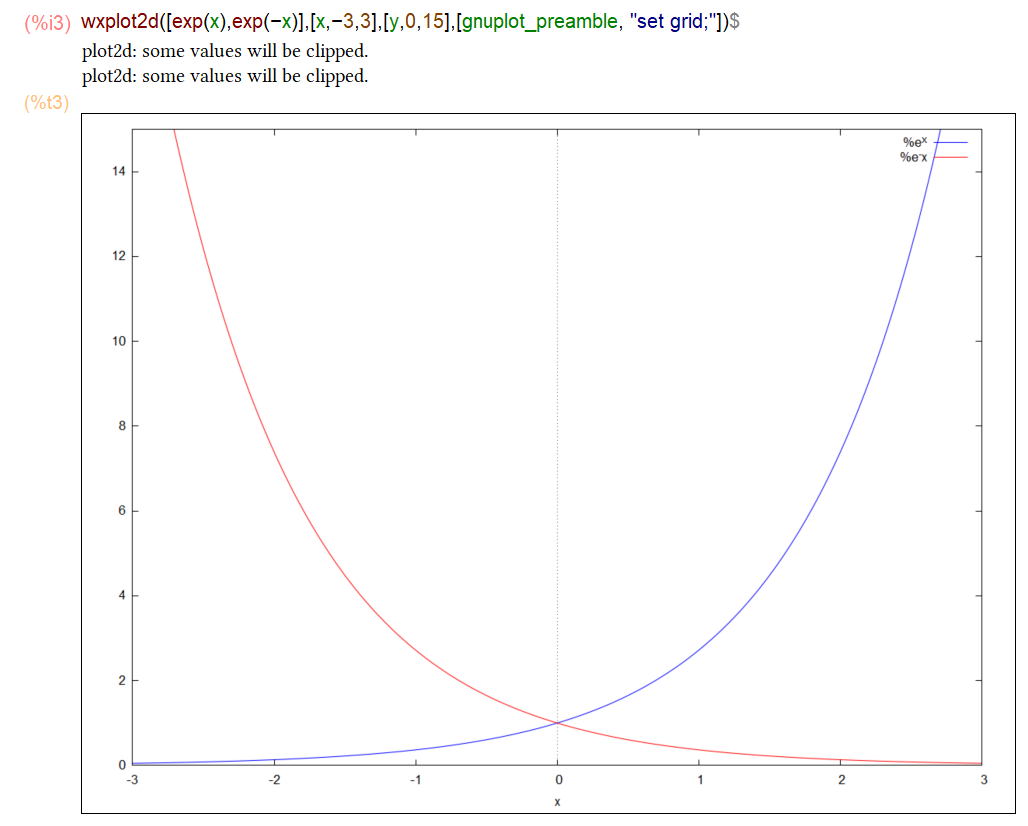 (%i3) wxplot2d([exp(x),exp(−x)],[x,−3,3],[y,0,15],[gnuplot_preamble, "set grid;"])$
plot2d: some values will be clipped.
plot2d: some values will be clipped.
(%t3)
%eˣ
%e⁻ˣ
14
12
10
8
6
4
2
0
-3 -2 -1 0 1 2 3
x